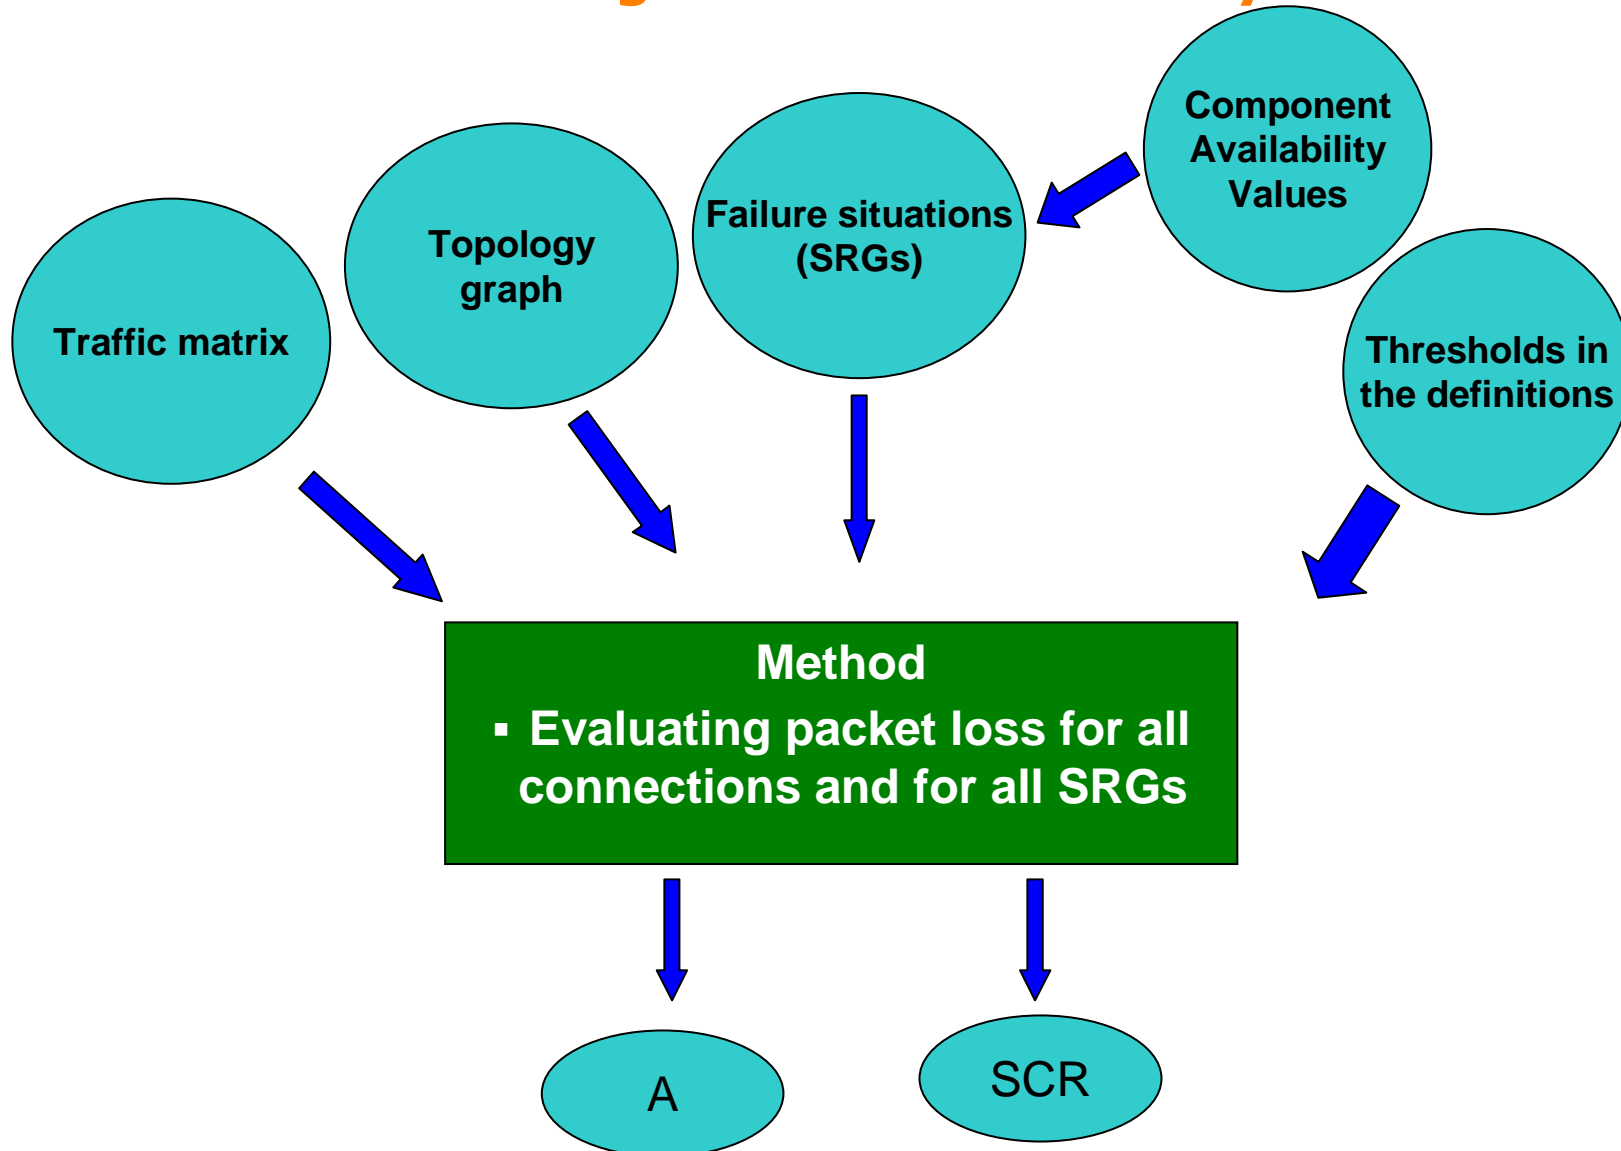 Component
Availability
Values
Failure situations
(SRGs)
Topology
graph
Traffic matrix
Thresholds in
the definitions
Method
▪ Evaluating packet loss for all
connections and for all SRGs
A
SCR